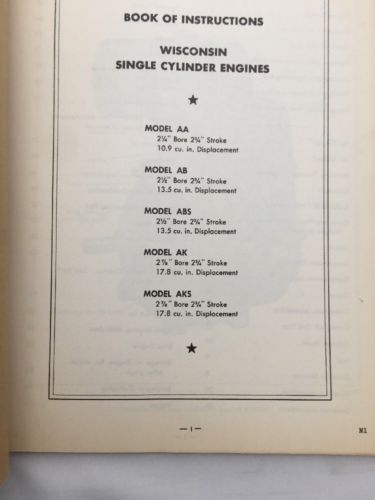 BOOK OF INSTRUCTIONS
WISCONSIN
SINGLE CYLINDER ENGINES
★
MODEL AA
2¼" Bore 2¾" Stroke
10.9 cu. in. Displacement
MODEL AB
2½" Bore 2¾" Stroke
13.5 cu. in. Displacement
MODEL ABS
2½" Bore 2¾" Stroke
13.5 cu. in. Displacement
MODEL AK
2⅞" Bore 2¾" Stroke
17.8 cu. in. Displacement
MODEL AKS
2⅞" Bore 2¾" Stroke
17.8 cu. in. Displacement
★
— 1 —
N1